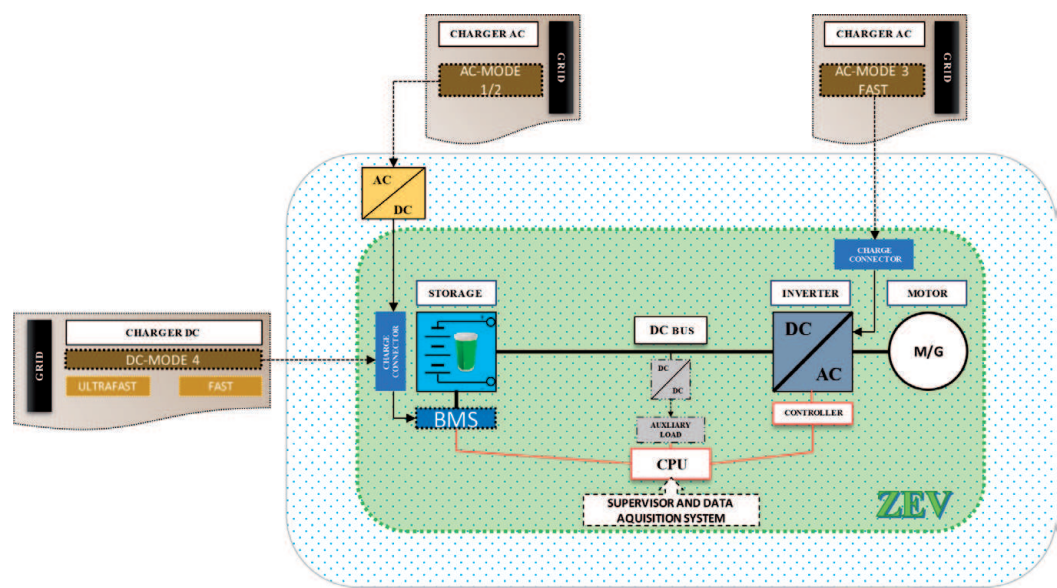 CHARGER AC
AC-MODE
1/2
GRID
CHARGER AC
AC-MODE 3
FAST
GRID
AC
DC
CHARGE
CONNECTOR
STORAGE
INVERTER
MOTOR
GRID
CHARGER DC
DC-MODE 4
ULTRAFAST
FAST
CHARGE
CONNECTOR
DC BUS
DC
AC
M/G
DC
DC
BMS
AUXLIARY
LOAD
CONTROLLER
CPU
SUPERVISOR AND DATA
AQUISITION SYSTEM
ZEV